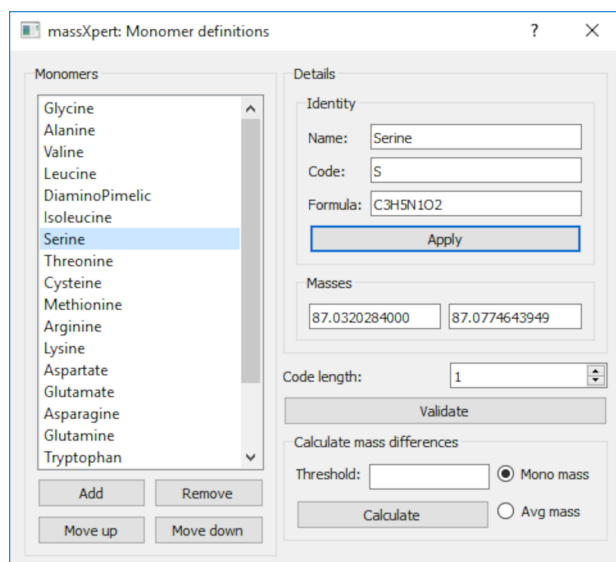 massXpert: Monomer definitions
?
Monomers
Glycine
Alanine
Valine
Leucine
DiaminoPimelic
Isoleucine
Serine
Threonine
Cysteine
Methionine
Arginine
Lysine
Aspartate
Glutamate
Asparagine
Glutamine
Tryptophan
Add
Remove
Move up
Move down
Details
Identity
Name: Serine
Code: S
Formula: C3H5N1O2
Apply
Masses
87.0320284000 87.0774643949
Code length: 1
Validate
Calculate mass differences
Threshold:
Mono mass
Calculate
Avg mass